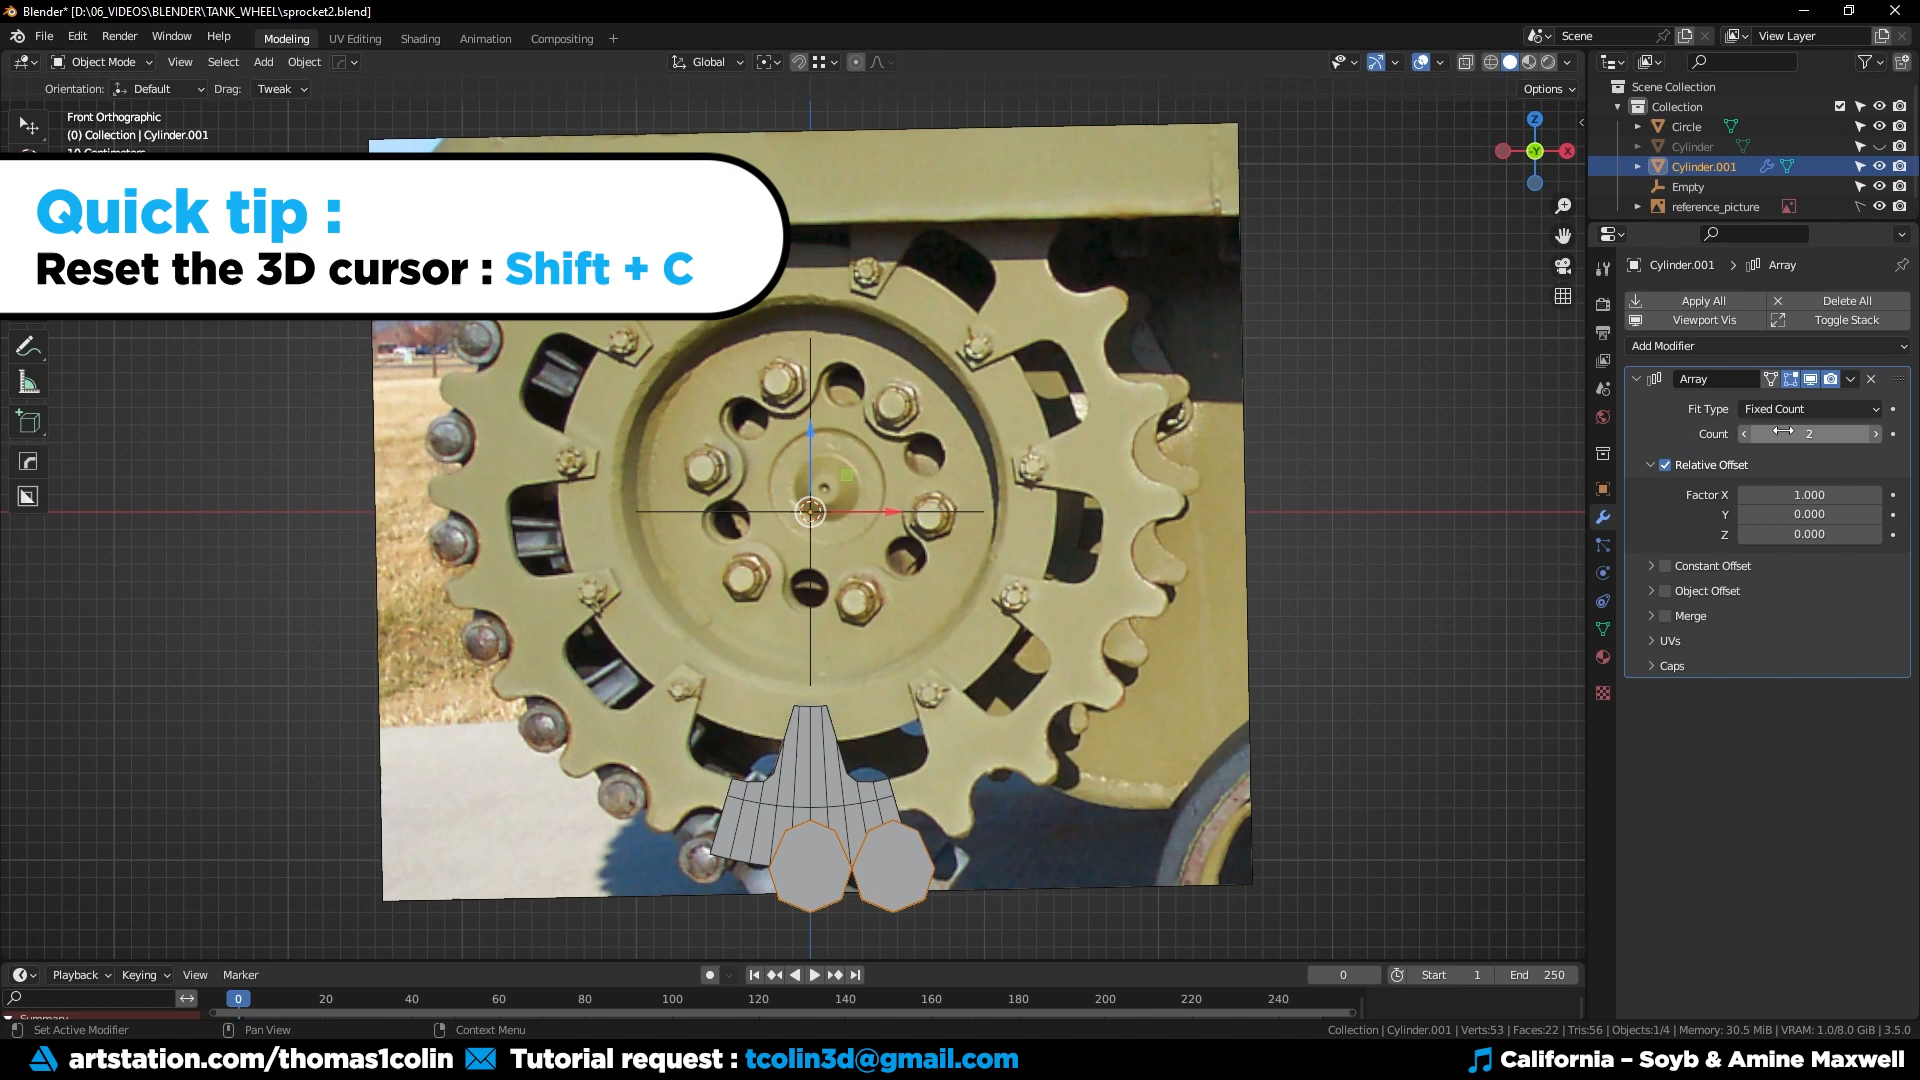 Blender* [D:\06_VIDEOS\BLENDER\TANK_WHEEL\sprocket2.blend]
File Edit Render Window Help Modeling UV Editing Shading Animation Compositing + Scene View Layer
Object Mode View Select Add Object Global
Orientation: Default Drag: Tweak Options
Front Orthographic
(0) Collection | Cylinder.001
Quick tip :
Reset the 3D cursor : Shift + C
Z
-Y
X
Scene Collection
Collection
Circle
Cylinder
Cylinder.001
Empty
reference_picture
Cylinder.001 > Array
Apply All Delete All
Viewport Vis Toggle Stack
Add Modifier
Array
Fit Type Fixed Count
Count 2
Relative Offset
Factor X 1.000
Y 0.000
Z 0.000
Constant Offset
Object Offset
Merge
UVs
Caps
Playback Keying View Marker 0 Start 1 End 250
0 20 40 60 80 100 120 140 160 180 200 220 240
Summary
Set Active Modifier Pan View Context Menu Collection | Cylinder.001 | Verts:53 | Faces:22 | Tris:56 | Objects:1/4 | Memory: 30.5 MiB | VRAM: 1.0/8.0 GiB | 3.5.0
artstation.com/thomas1colin Tutorial request : tcolin3d@gmail.com California – Soyb & Amine Maxwell